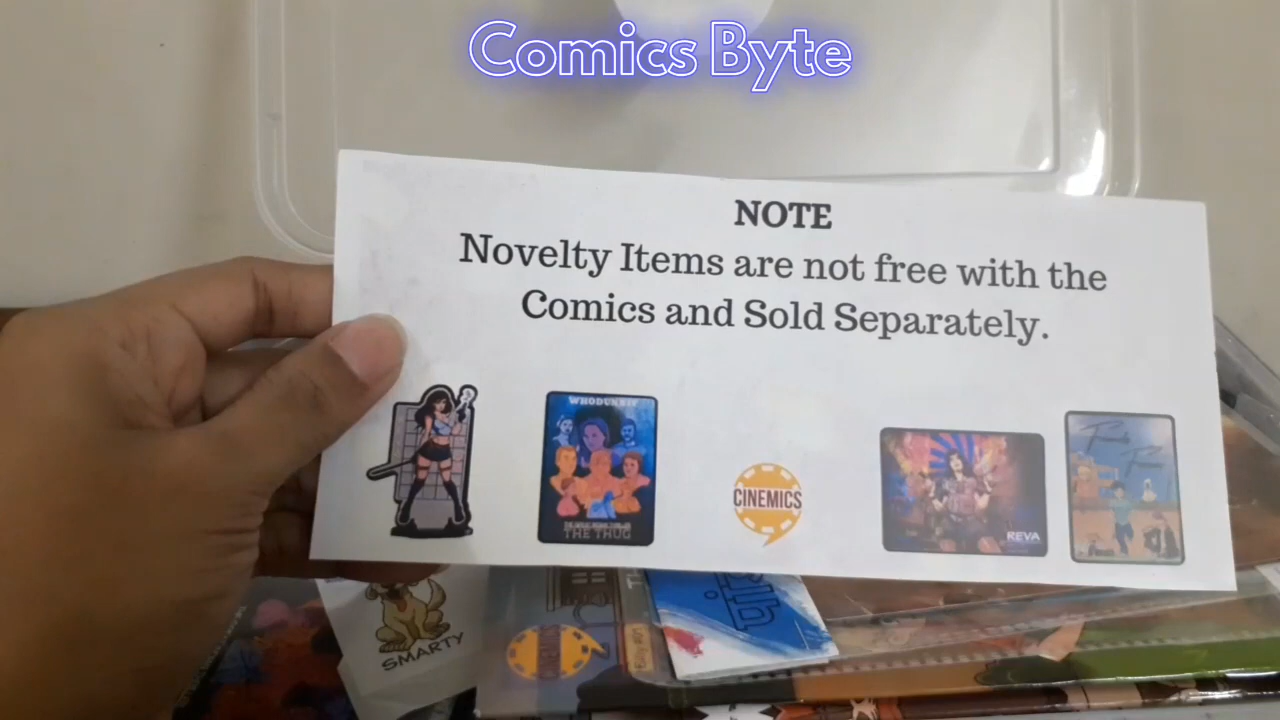 Comics Byte
NOTE
Novelty Items are not free with the
Comics and Sold Separately.
WHODUNNIT
THE THUG
CINEMICS
REVA
SMARTY